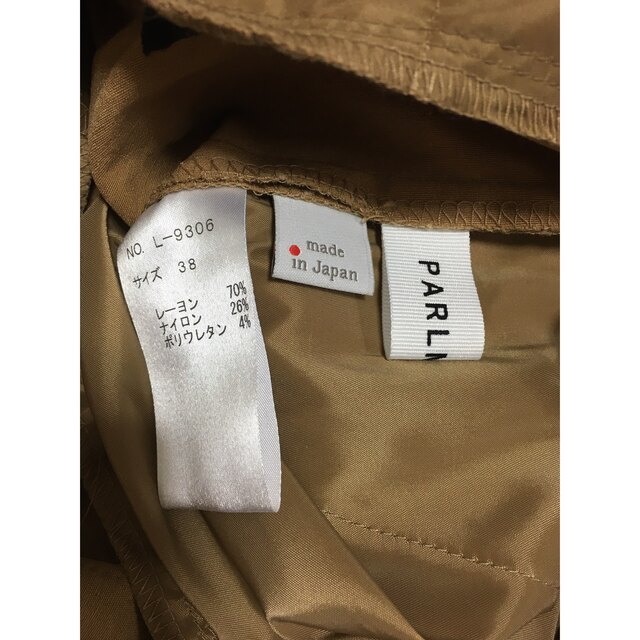 NO. L-9306
サイズ 38
レーヨン 70%
ナイロン 26%
ポリウレタン 4%
made
in Japan
PARL